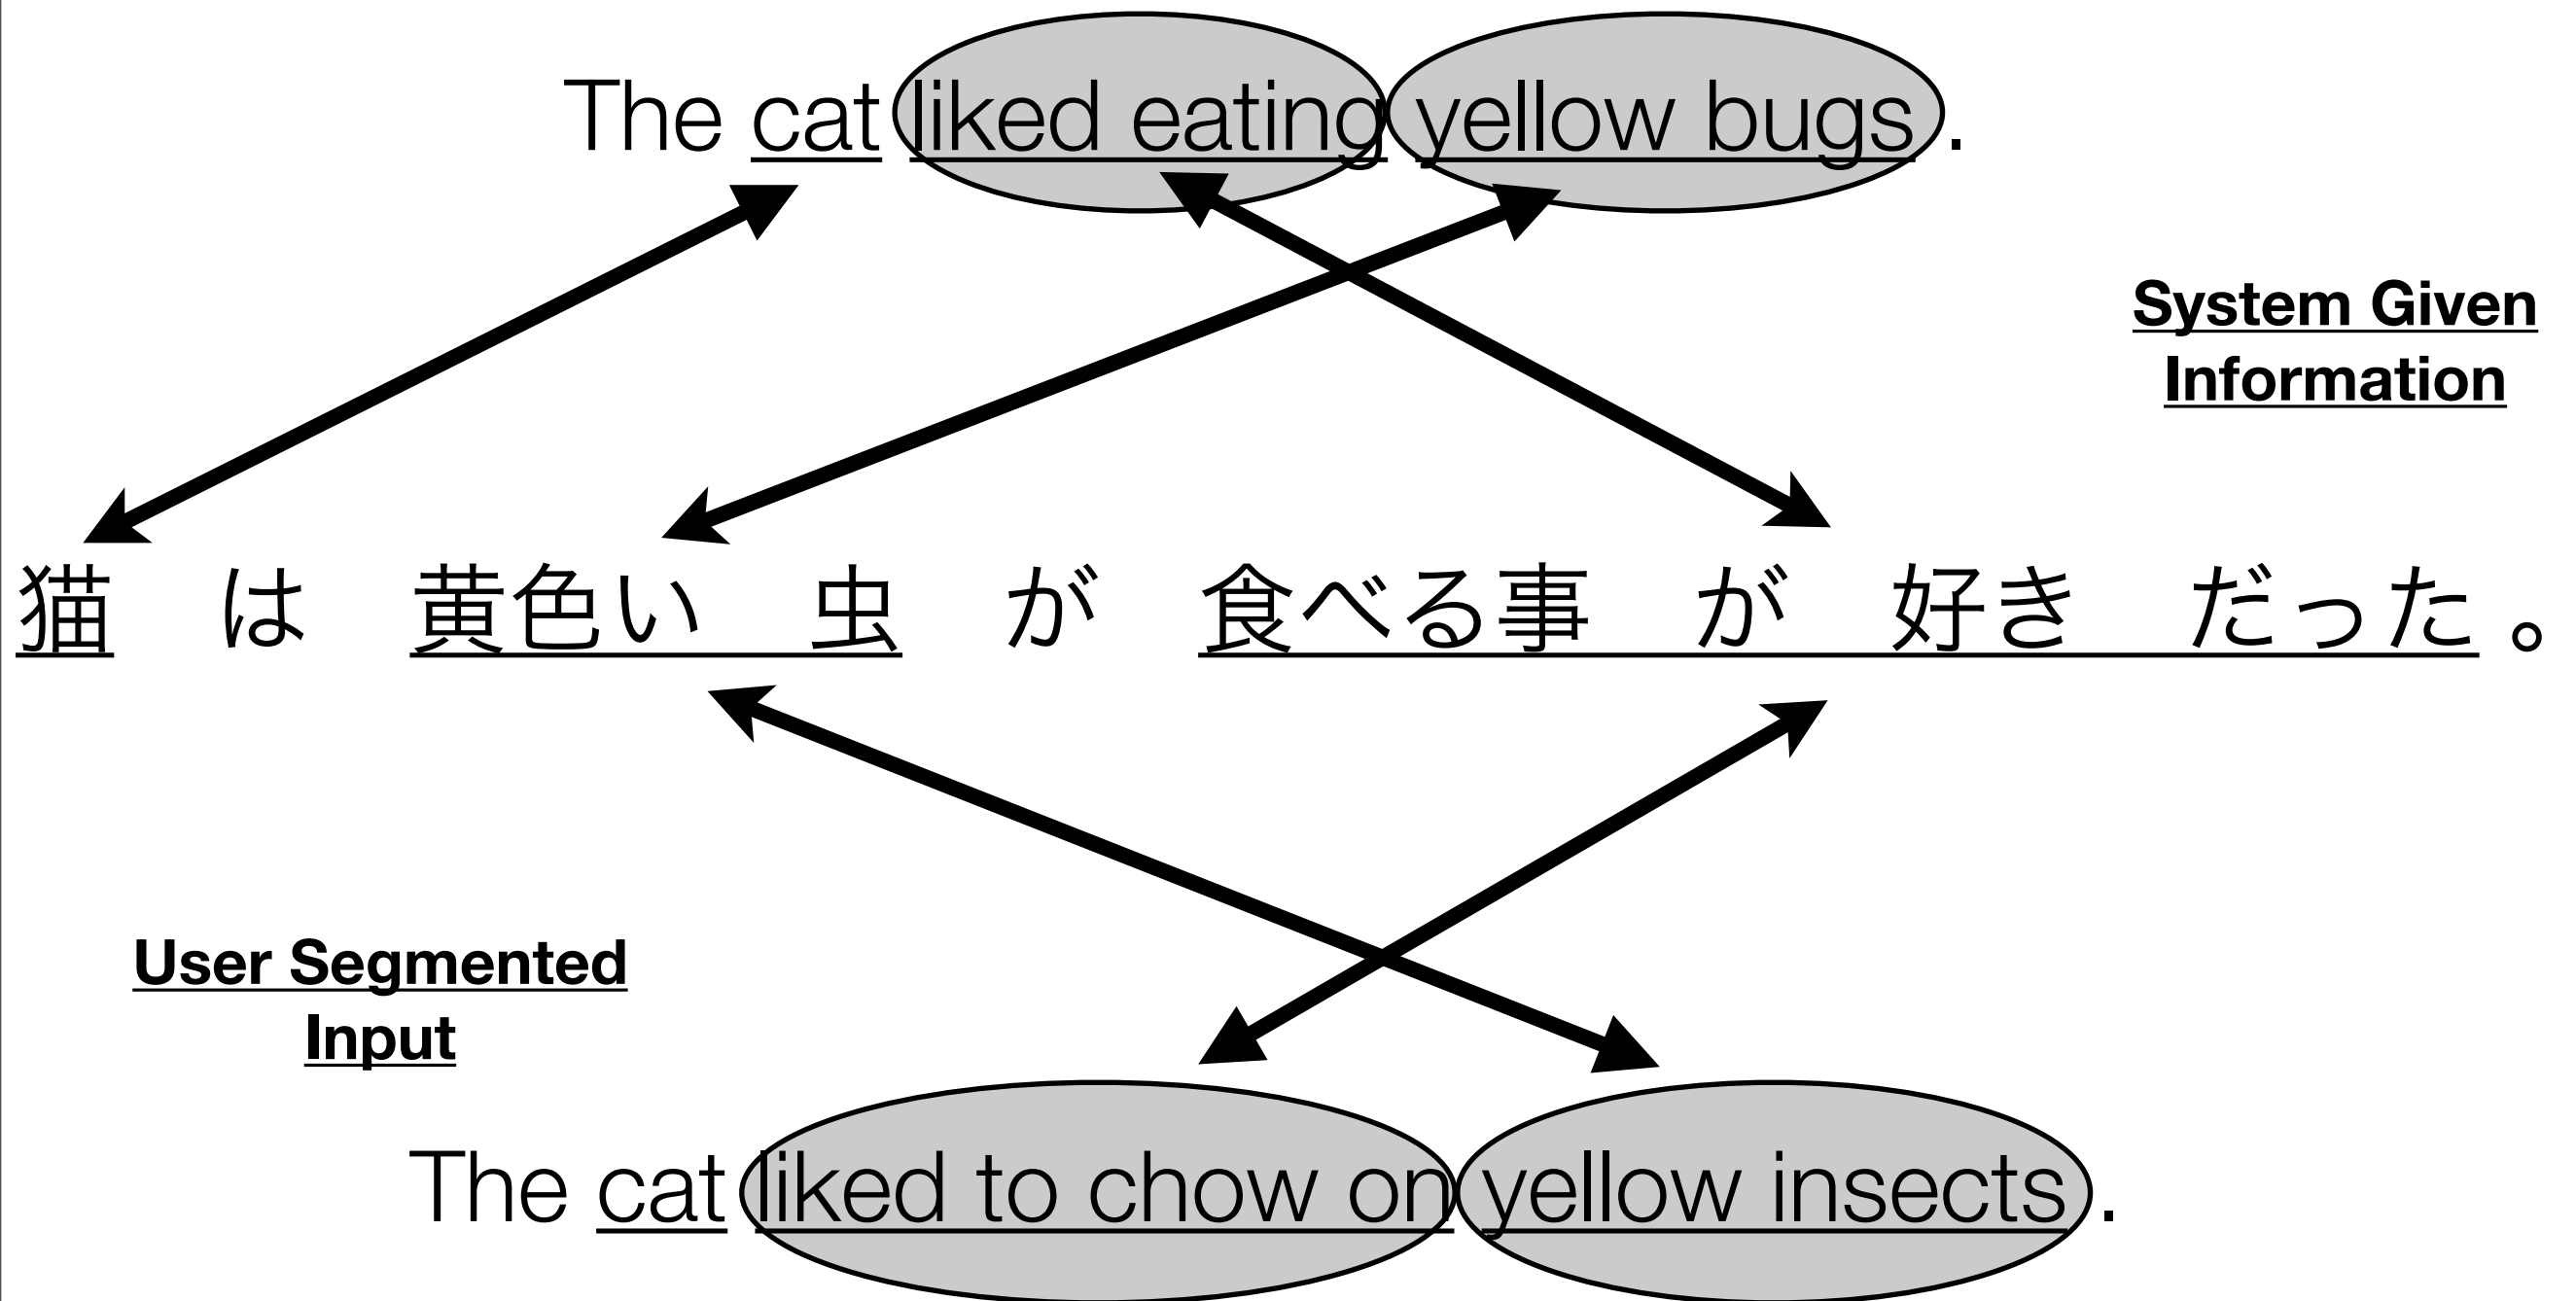 The cat liked eating yellow bugs .
System Given
Information
猫 は 黄色い 虫 が 食べる事 が 好き だった 。
User Segmented
Input
The cat liked to chow on yellow insects .